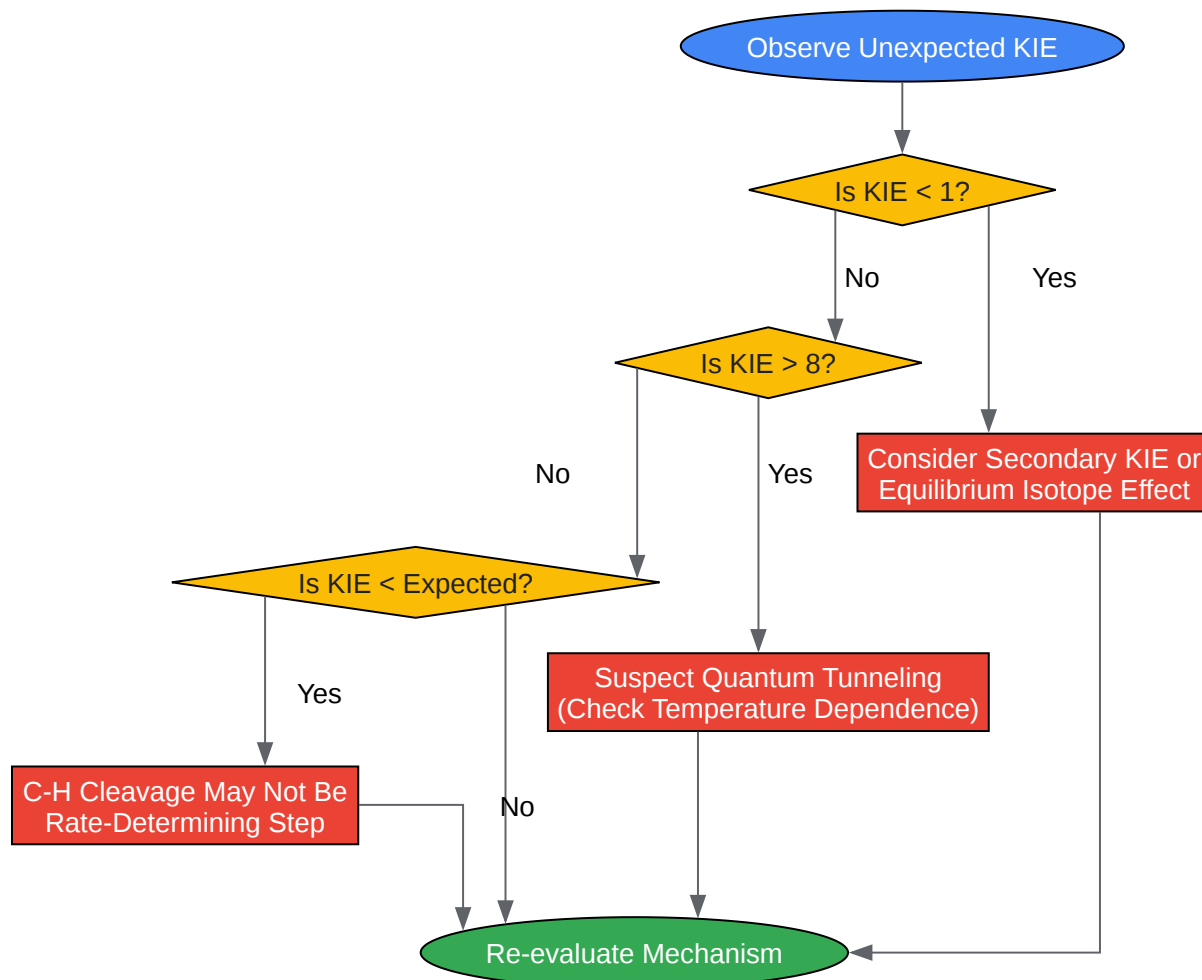 Observe Unexpected KIE
Is KIE < 1?
No
Yes
Is KIE > 8?
Consider Secondary KIE or
Equilibrium Isotope Effect
No
Yes
Is KIE < Expected?
Suspect Quantum Tunneling
(Check Temperature Dependence)
Yes
C-H Cleavage May Not Be
Rate-Determining Step
No
Re-evaluate Mechanism